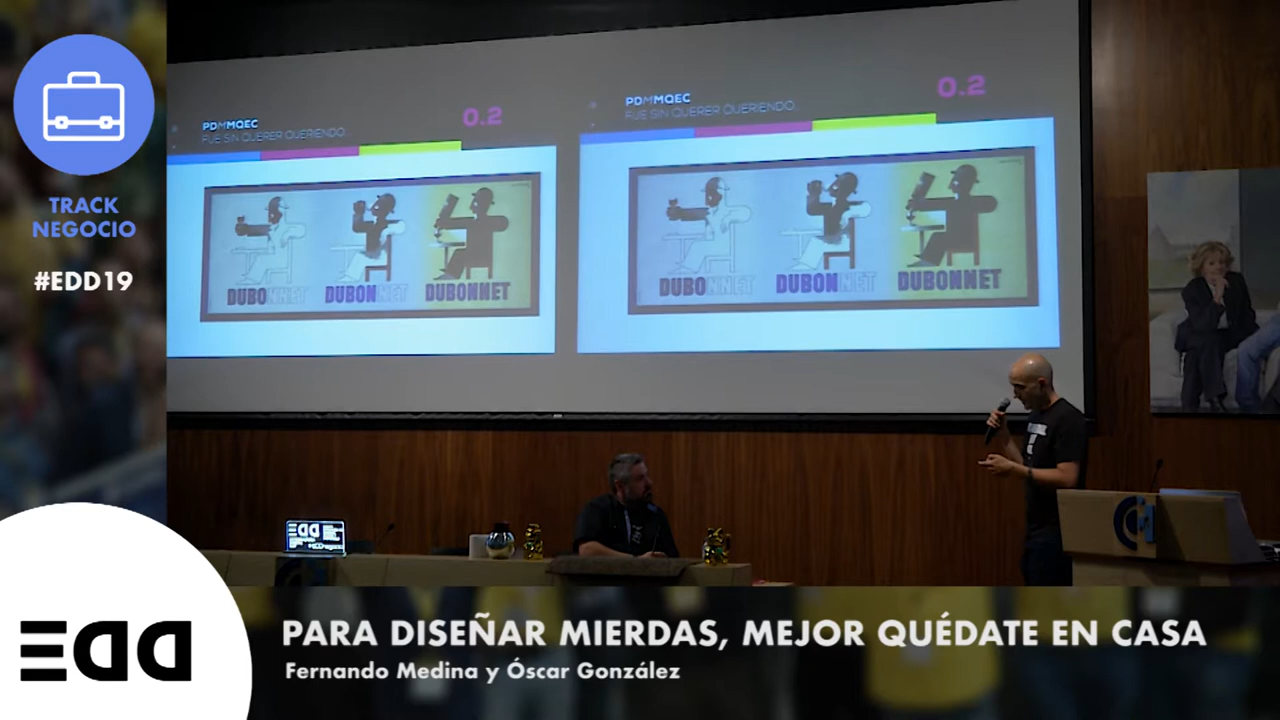 TRACK
NEGOCIO
#EDD19
PDMMQEC
FUE SIN QUERER QUERIENDO
0.2
DUBONNET DUBONNET DUBONNET
PDMMQEC
FUE SIN QUERER QUERIENDO
0.2
DUBONNET DUBONNET DUBONNET
EDD
EDD
PARA DISEÑAR MIERDAS, MEJOR QUÉDATE EN CASA
Fernando Medina y Óscar González